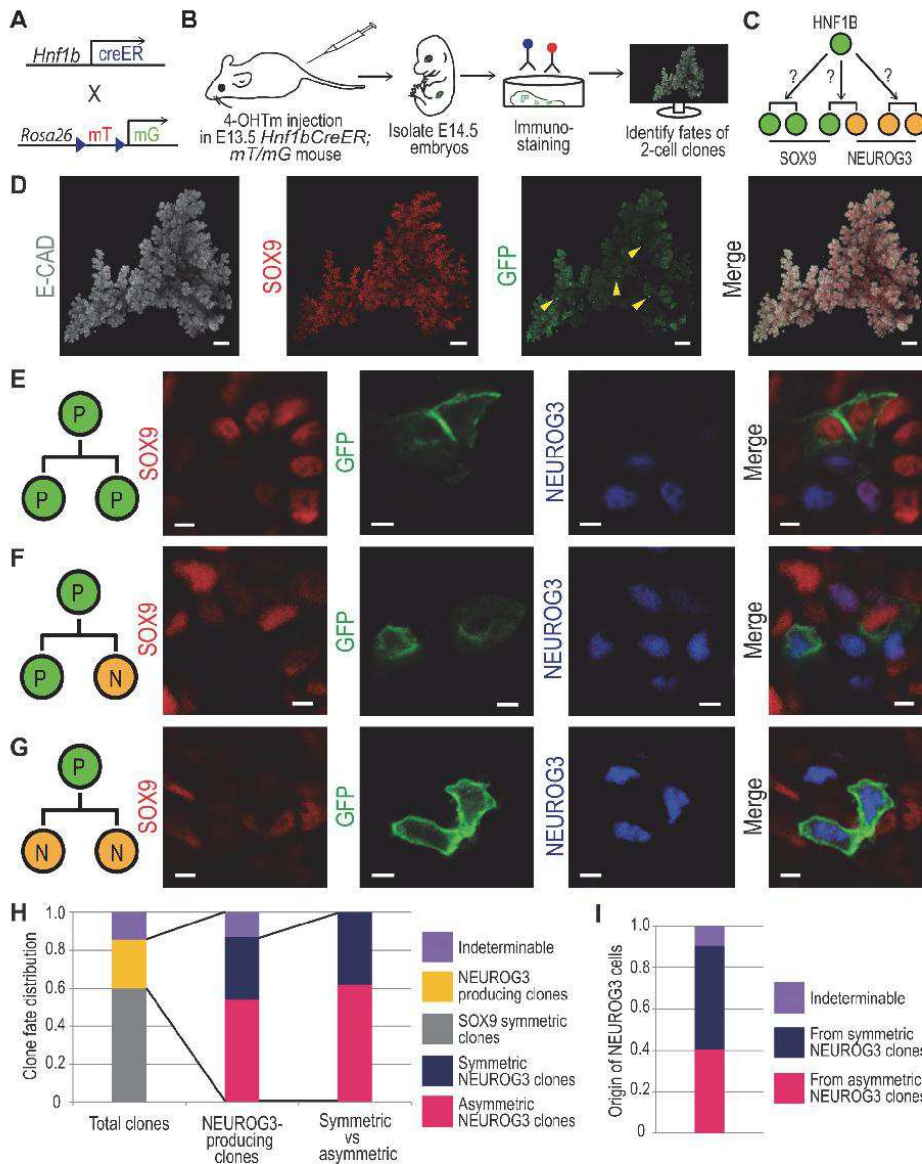 A
Hnf1b creER
X
Rosa26 mT mG
B
4-OHTm injection
in E13.5 Hnf1bCreER;
mT/mG mouse
Isolate E14.5
embryos
Immuno-
staining
Identify fates of
2-cell clones
C
HNF1B
? ? ?
SOX9 NEUROG3
D
E-CAD
SOX9
GFP
Merge
E
P
P P
SOX9
GFP
NEUROG3
Merge
F
P
P N
SOX9
GFP
NEUROG3
Merge
G
P
N N
SOX9
GFP
NEUROG3
Merge
H
Clone fate distribution
1.0
0.8
0.6
0.4
0.2
0
Total clones
NEUROG3-
producing
clones
Symmetric
vs
asymmetric
Indeterminable
NEUROG3
producing clones
SOX9 symmetric
clones
Symmetric
NEUROG3 clones
Asymmetric
NEUROG3 clones
I
Origin of NEUROG3 cells
1.0
0.8
0.6
0.4
0.2
0
Indeterminable
From symmetric
NEUROG3 clones
From asymmetric
NEUROG3 clones